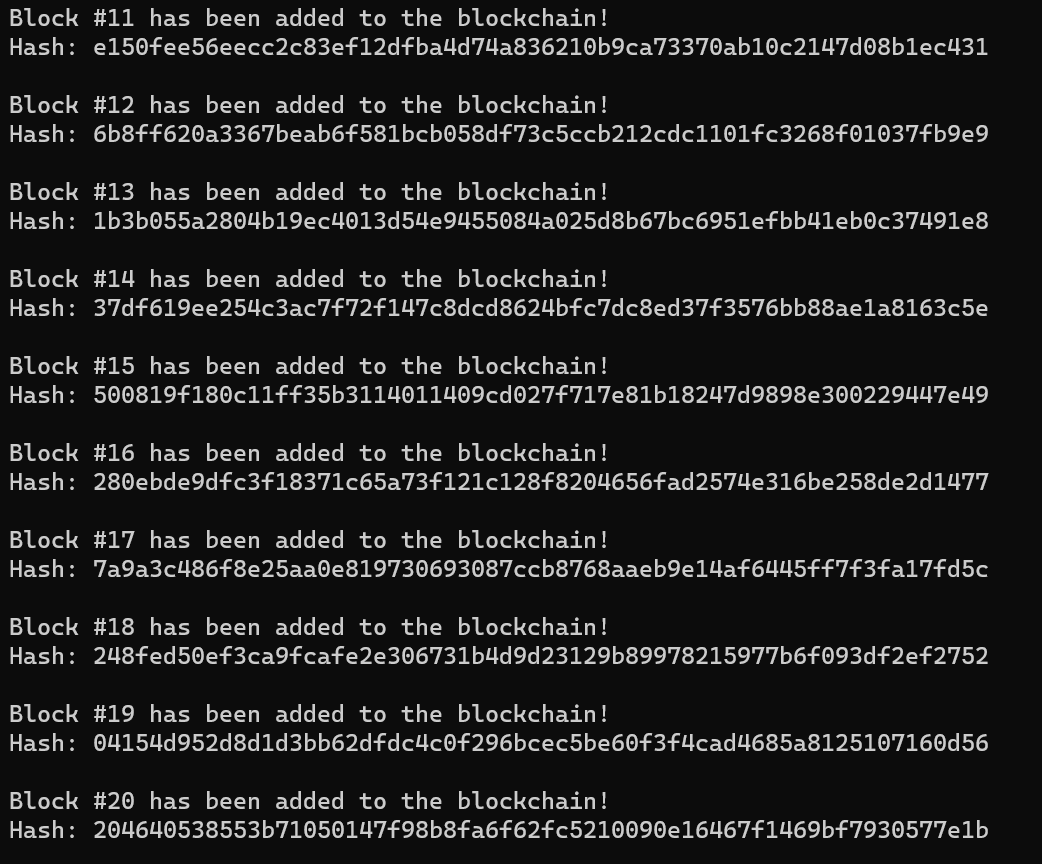 Block #11 has been added to the blockchain!
Hash: e150fee56eecc2c83ef12dfba4d74a836210b9ca73370ab10c2147d08b1ec431
Block #12 has been added to the blockchain!
Hash: 6b8ff620a3367beab6f581bcb058df73c5ccb212cdc1101fc3268f01037fb9e9
Block #13 has been added to the blockchain!
Hash: 1b3b055a2804b19ec4013d54e9455084a025d8b67bc6951efbb41eb0c37491e8
Block #14 has been added to the blockchain!
Hash: 37df619ee254c3ac7f72f147c8dcd8624bfc7dc8ed37f3576bb88ae1a8163c5e
Block #15 has been added to the blockchain!
Hash: 500819f180c11ff35b3114011409cd027f717e81b18247d9898e300229447e49
Block #16 has been added to the blockchain!
Hash: 280ebde9dfc3f18371c65a73f121c128f8204656fad2574e316be258de2d1477
Block #17 has been added to the blockchain!
Hash: 7a9a3c486f8e25aa0e819730693087ccb8768aaeb9e14af6445ff7f3fa17fd5c
Block #18 has been added to the blockchain!
Hash: 248fed50ef3ca9fcafe2e306731b4d9d23129b89978215977b6f093df2ef2752
Block #19 has been added to the blockchain!
Hash: 04154d952d8d1d3bb62dfdc4c0f296bcec5be60f3f4cad4685a8125107160d56
Block #20 has been added to the blockchain!
Hash: 204640538553b71050147f98b8fa6f62fc5210090e16467f1469bf7930577e1b